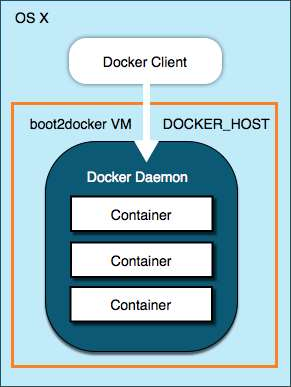 OS X
Docker Client
boot2docker VM DOCKER_HOST
Docker Daemon
Container
Container
Container